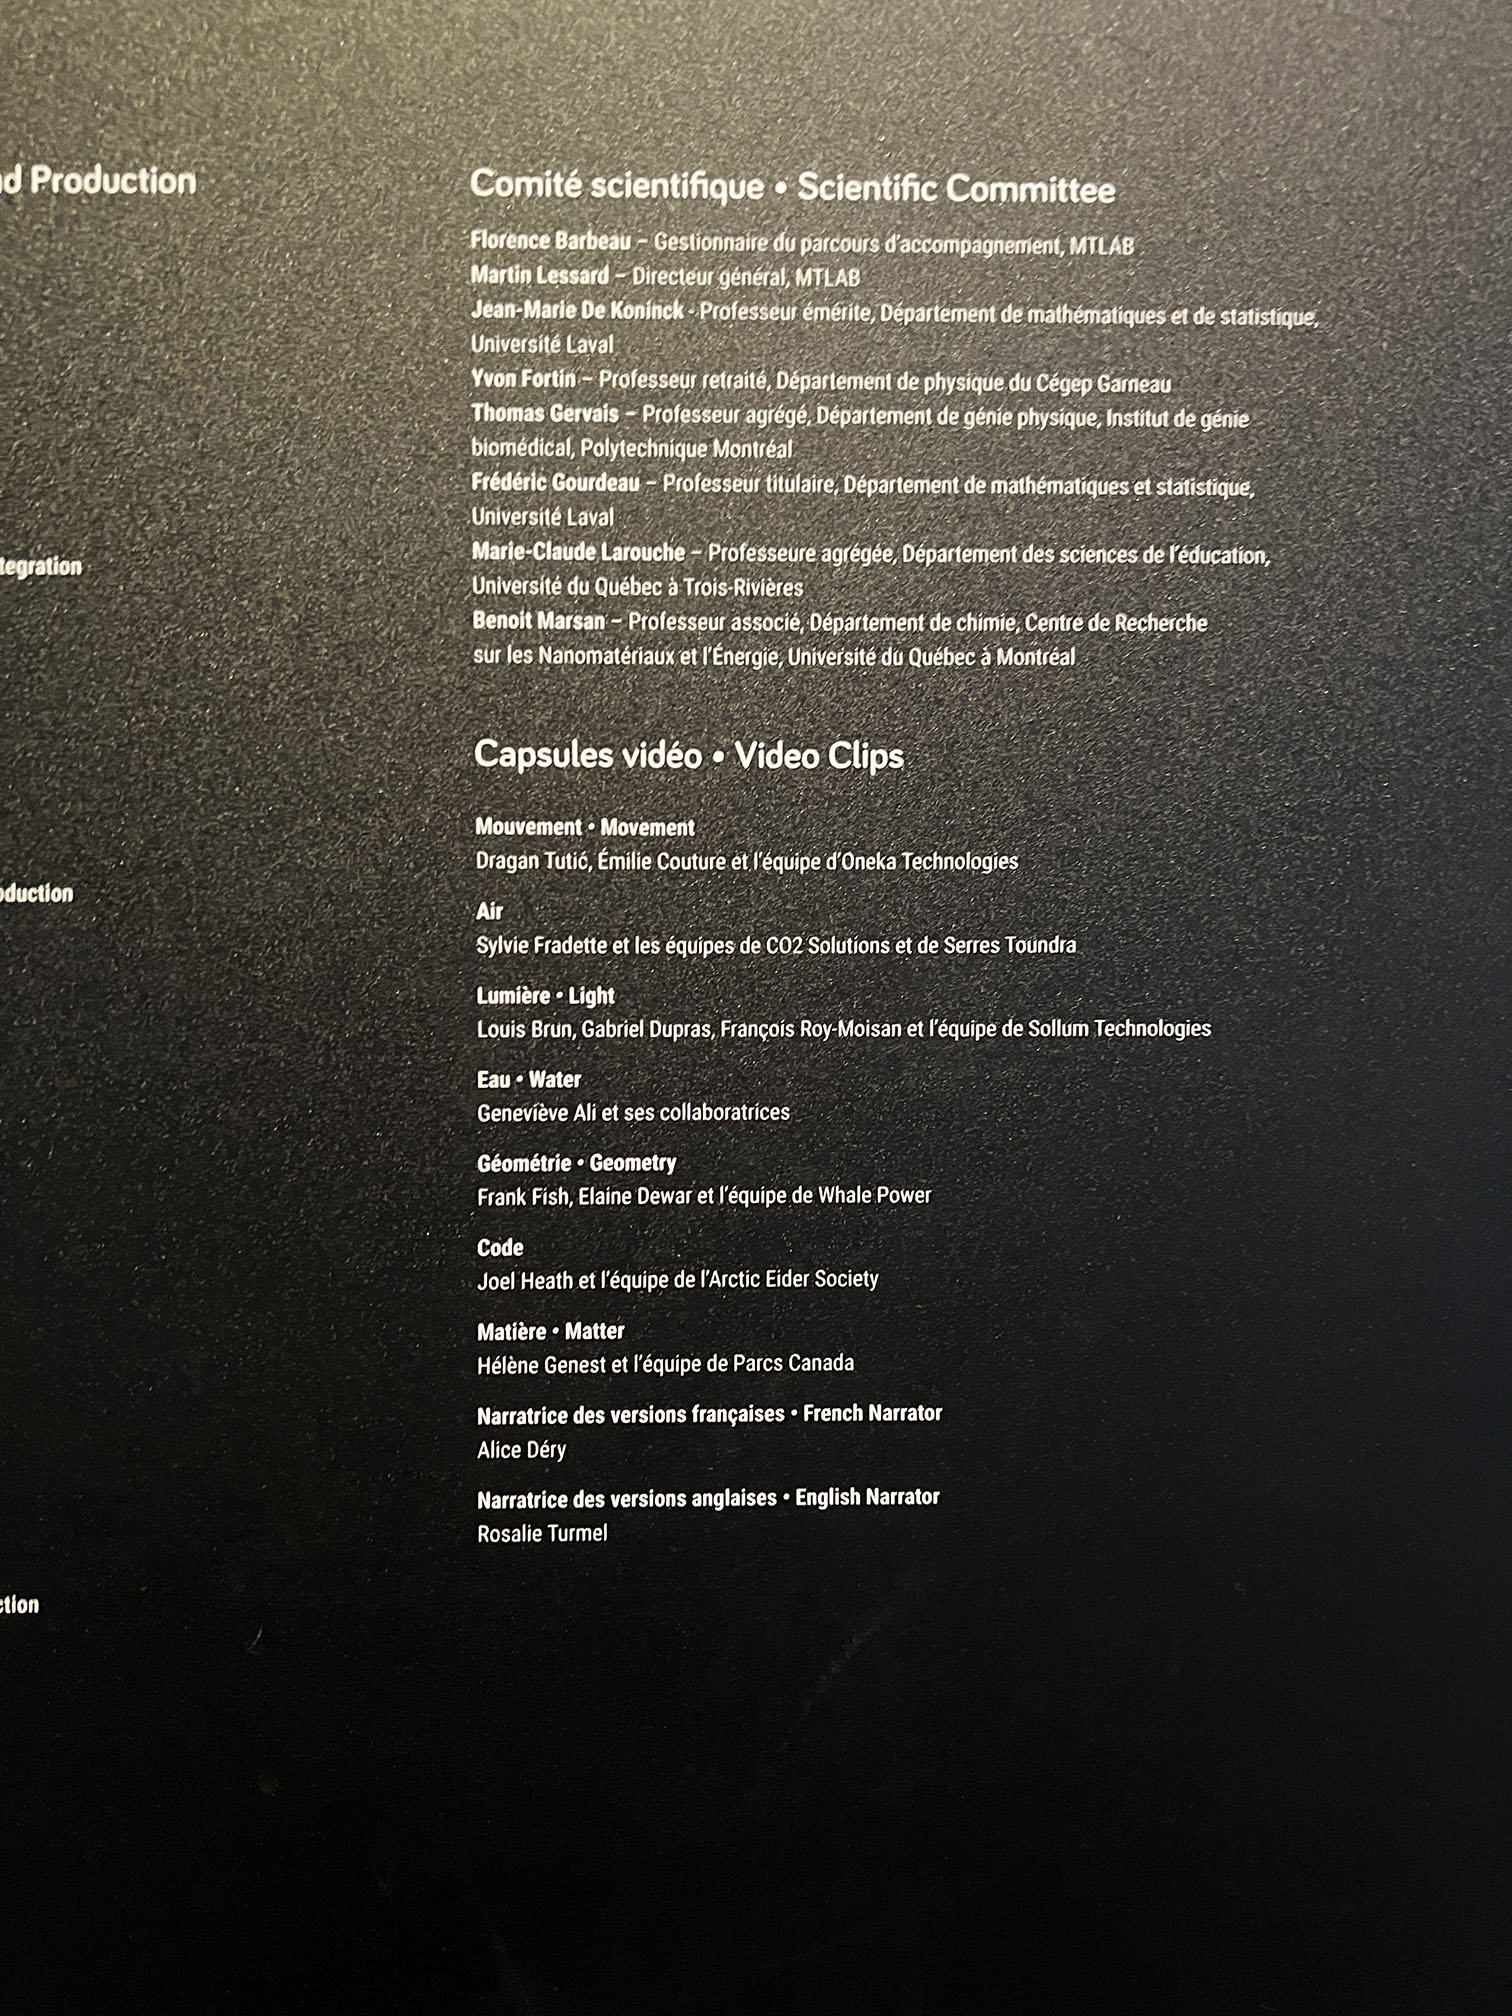 d Production
tegration
duction
ction
Comité scientifique • Scientific Committee
Florence Barbeau – Gestionnaire du parcours d'accompagnement, MTLAB
Martin Lessard – Directeur général, MTLAB
Jean-Marie De Koninck - Professeur émérite, Département de mathématiques et de statistique,
Université Laval
Yvon Fortin – Professeur retraité, Département de physique du Cégep Garneau
Thomas Gervais – Professeur agrégé, Département de génie physique, Institut de génie
biomédical, Polytechnique Montréal
Frédéric Gourdeau – Professeur titulaire, Département de mathématiques et statistique,
Université Laval
Marie-Claude Larouche – Professeure agrégée, Département des sciences de l'éducation,
Université du Québec à Trois-Rivières
Benoit Marsan – Professeur associé, Département de chimie, Centre de Recherche
sur les Nanomatériaux et l'Énergie, Université du Québec à Montréal
Capsules vidéo • Video Clips
Mouvement • Movement
Dragan Tutić, Émilie Couture et l'équipe d'Oneka Technologies
Air
Sylvie Fradette et les équipes de CO2 Solutions et de Serres Toundra
Lumière • Light
Louis Brun, Gabriel Dupras, François Roy-Moisan et l'équipe de Sollum Technologies
Eau • Water
Geneviève Ali et ses collaboratrices
Géométrie • Geometry
Frank Fish, Elaine Dewar et l'équipe de Whale Power
Code
Joel Heath et l'équipe de l'Arctic Eider Society
Matière • Matter
Hélène Genest et l'équipe de Parcs Canada
Narratrice des versions françaises • French Narrator
Alice Déry
Narratrice des versions anglaises • English Narrator
Rosalie Turmel